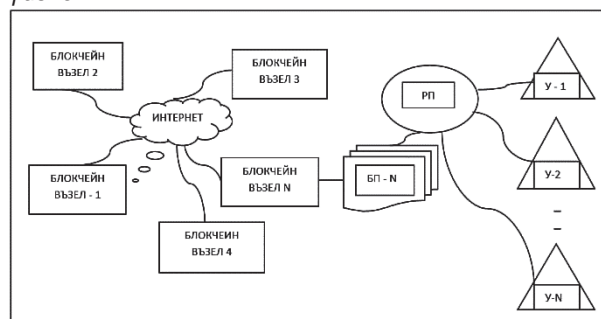 БЛОКЧЕЙН
ВЪЗЕЛ 2
БЛОКЧЕЙН
ВЪЗЕЛ 3
ИНТЕРНЕТ
БЛОКЧЕЙН
ВЪЗЕЛ - 1
БЛОКЧЕЙН
ВЪЗЕЛ N
БЛОКЧЕИН
ВЪЗЕЛ 4
БП - N
РП
У - 1
У-2
У-N